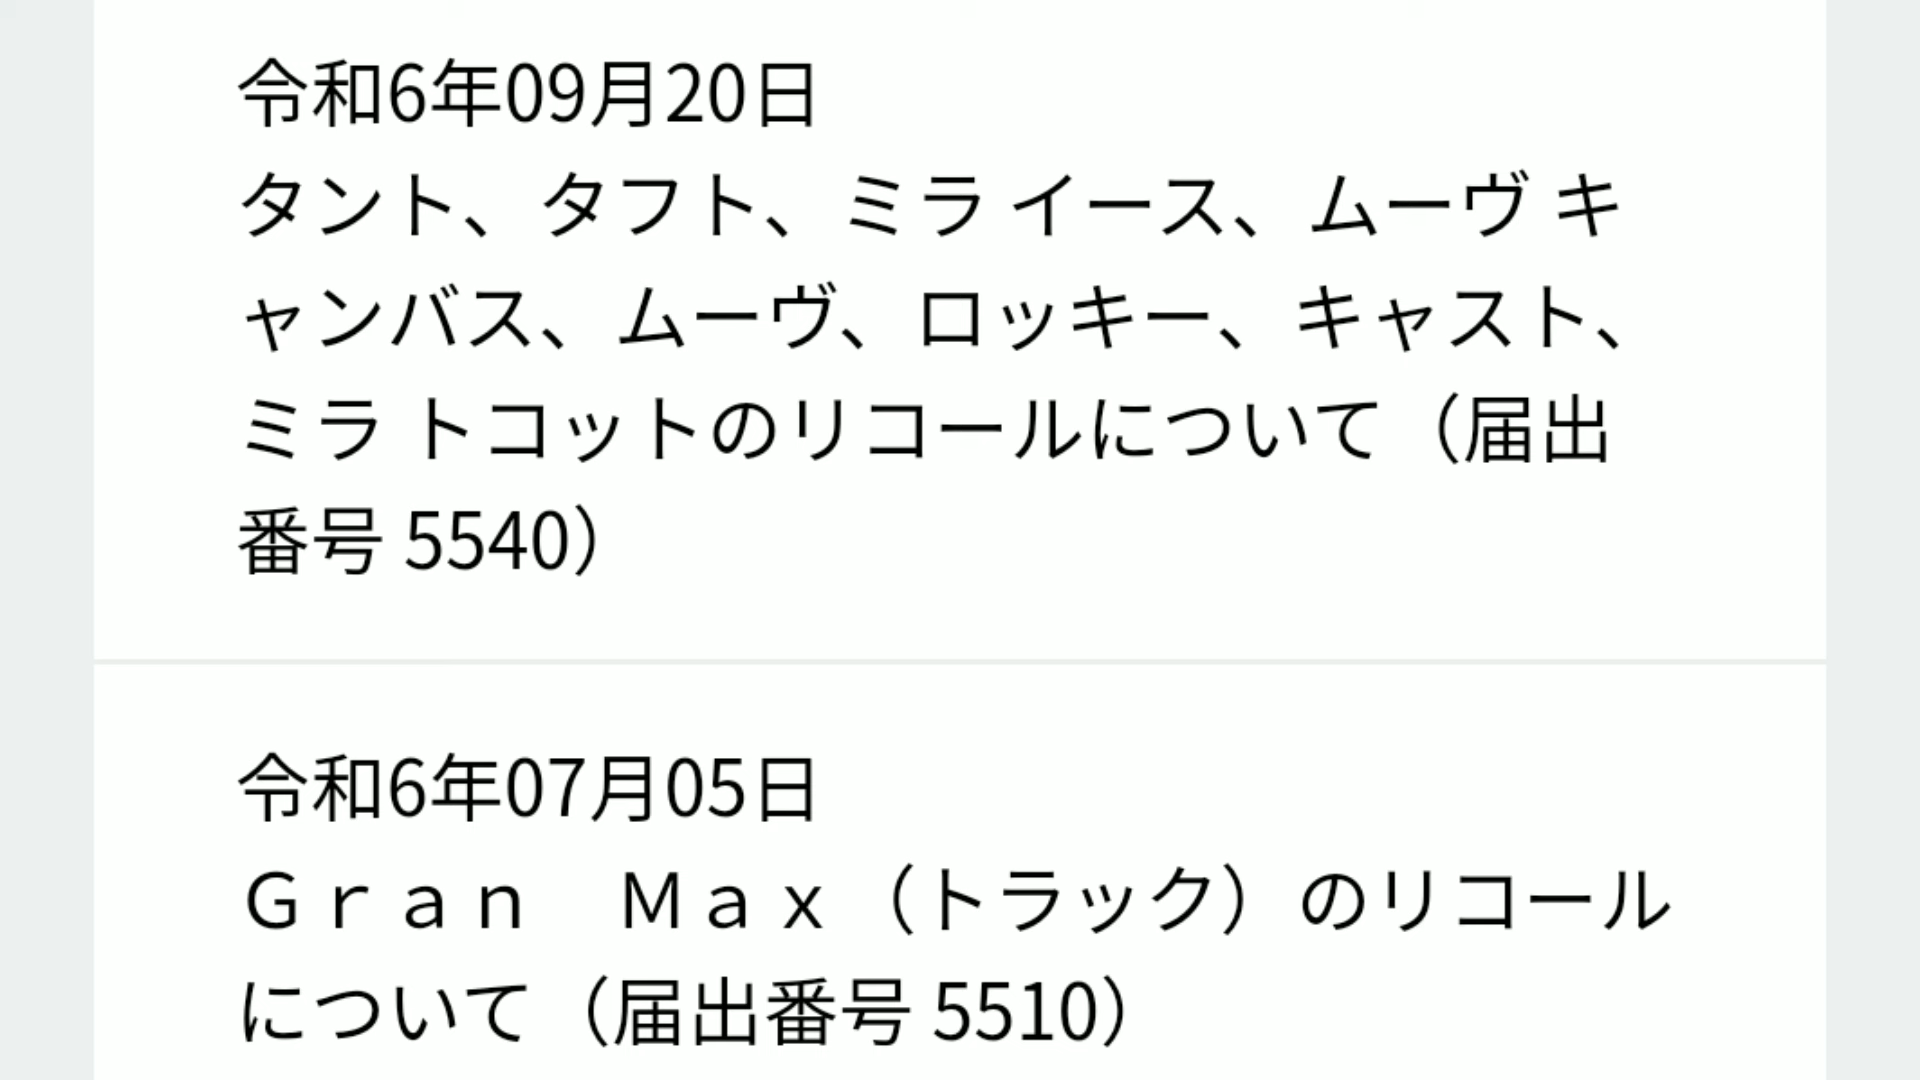 令和6年09月20日
タント、タフト、ミラ イース、ムーヴ キ
ャンバス、ムーヴ、ロッキー、キャスト、
ミラ トコットのリコールについて（届出
番号 5540）
令和6年07月05日
Ｇｒａｎ　Ｍａｘ（トラック）のリコール
について（届出番号 5510）